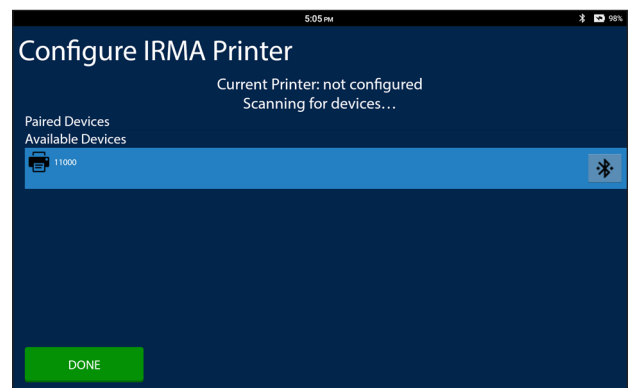 5:05 PM
98%
Configure IRMA Printer
Current Printer: not configured
Scanning for devices...
Paired Devices
Available Devices
11000
DONE